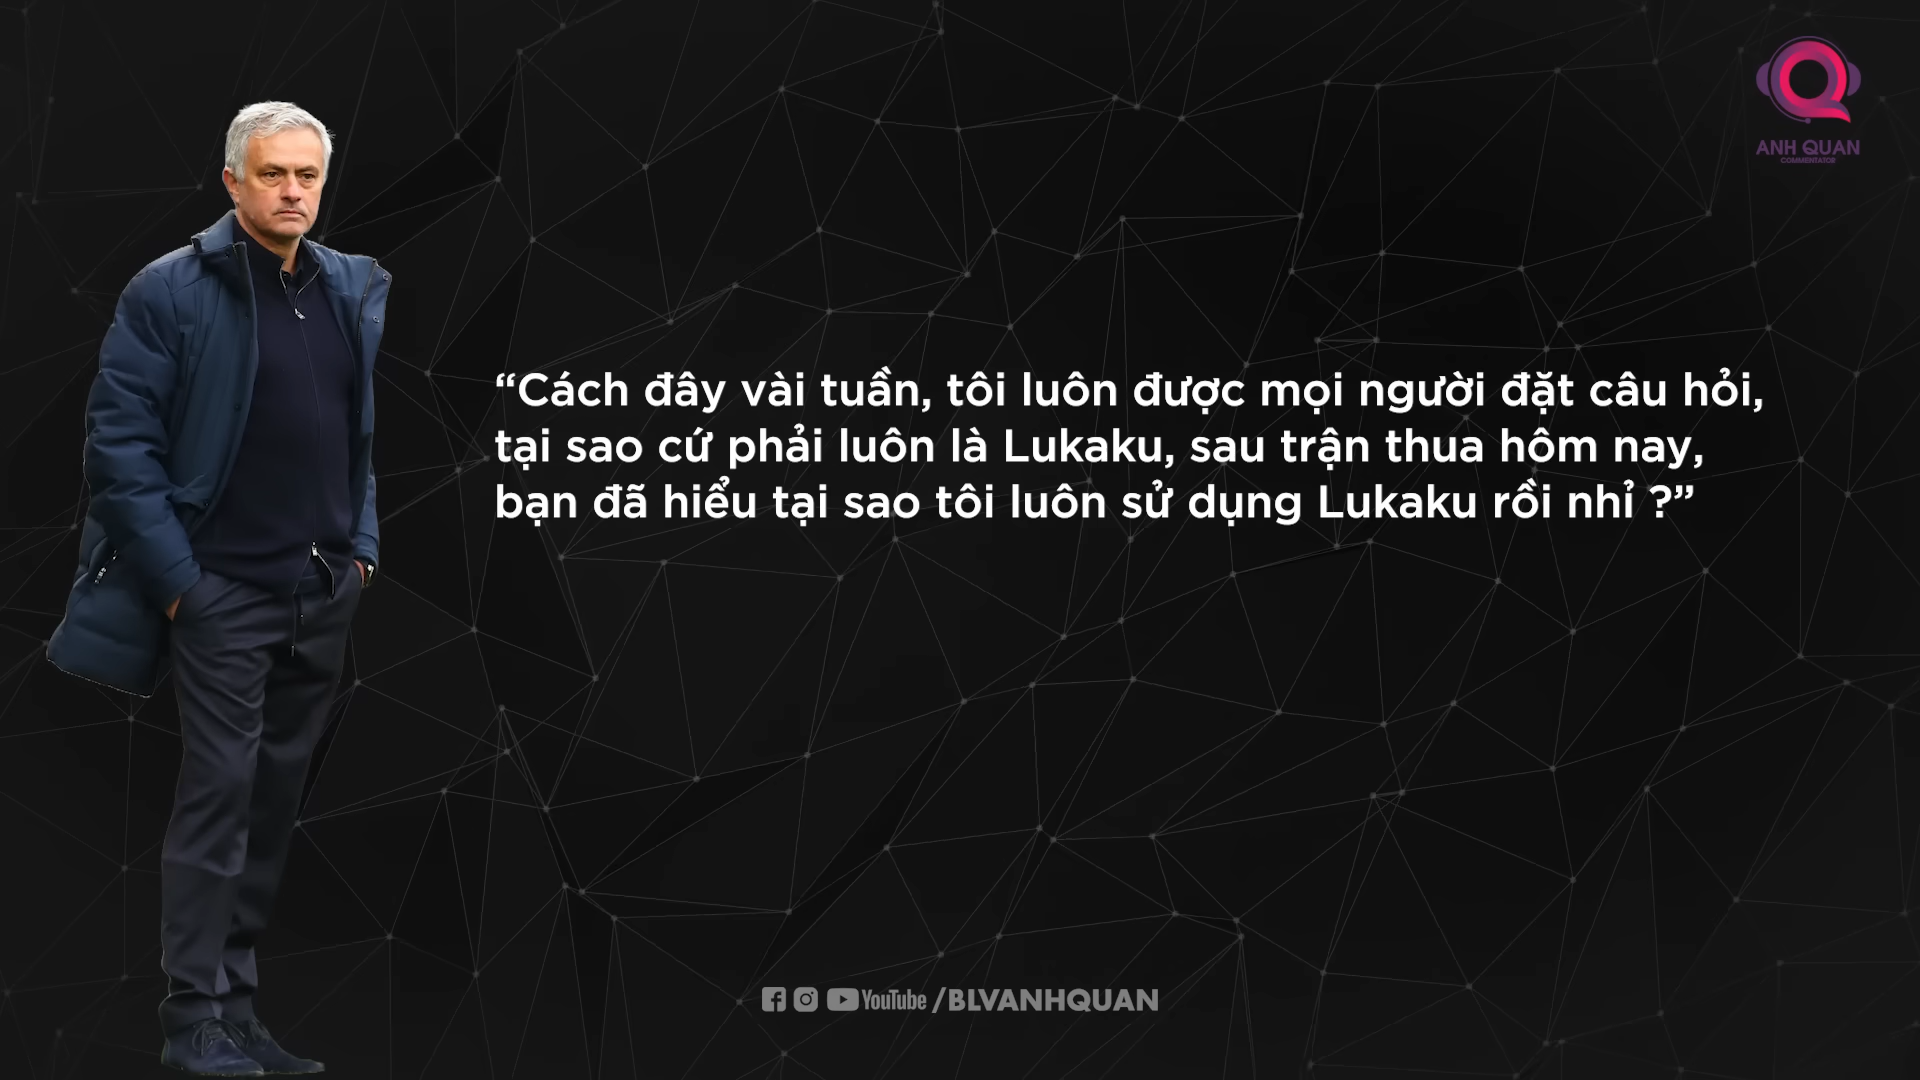 ANH QUAN
COMMENTATOR
“Cách đây vài tuần, tôi luôn được mọi người đặt câu hỏi,
tại sao cứ phải luôn là Lukaku, sau trận thua hôm nay,
bạn đã hiểu tại sao tôi luôn sử dụng Lukaku rồi nhỉ ?”
YouTube /BLVANHQUAN